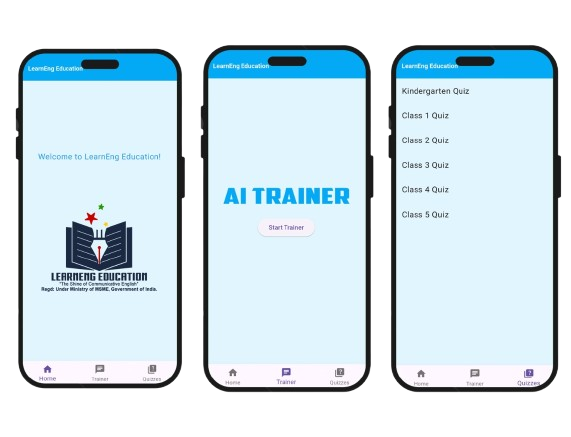 LearnEng Education
Welcome to LearnEng Education!
LEARNENG EDUCATION
"The Shine of Communicative English"
Regd: Under Ministry of MSME, Government of India.
Home
Trainer
Quizzes
LearnEng Education
AI TRAINER
Start Trainer
Home
Trainer
Quizzes
LearnEng Education
Kindergarten Quiz
Class 1 Quiz
Class 2 Quiz
Class 3 Quiz
Class 4 Quiz
Class 5 Quiz
Home
Trainer
Quizzes